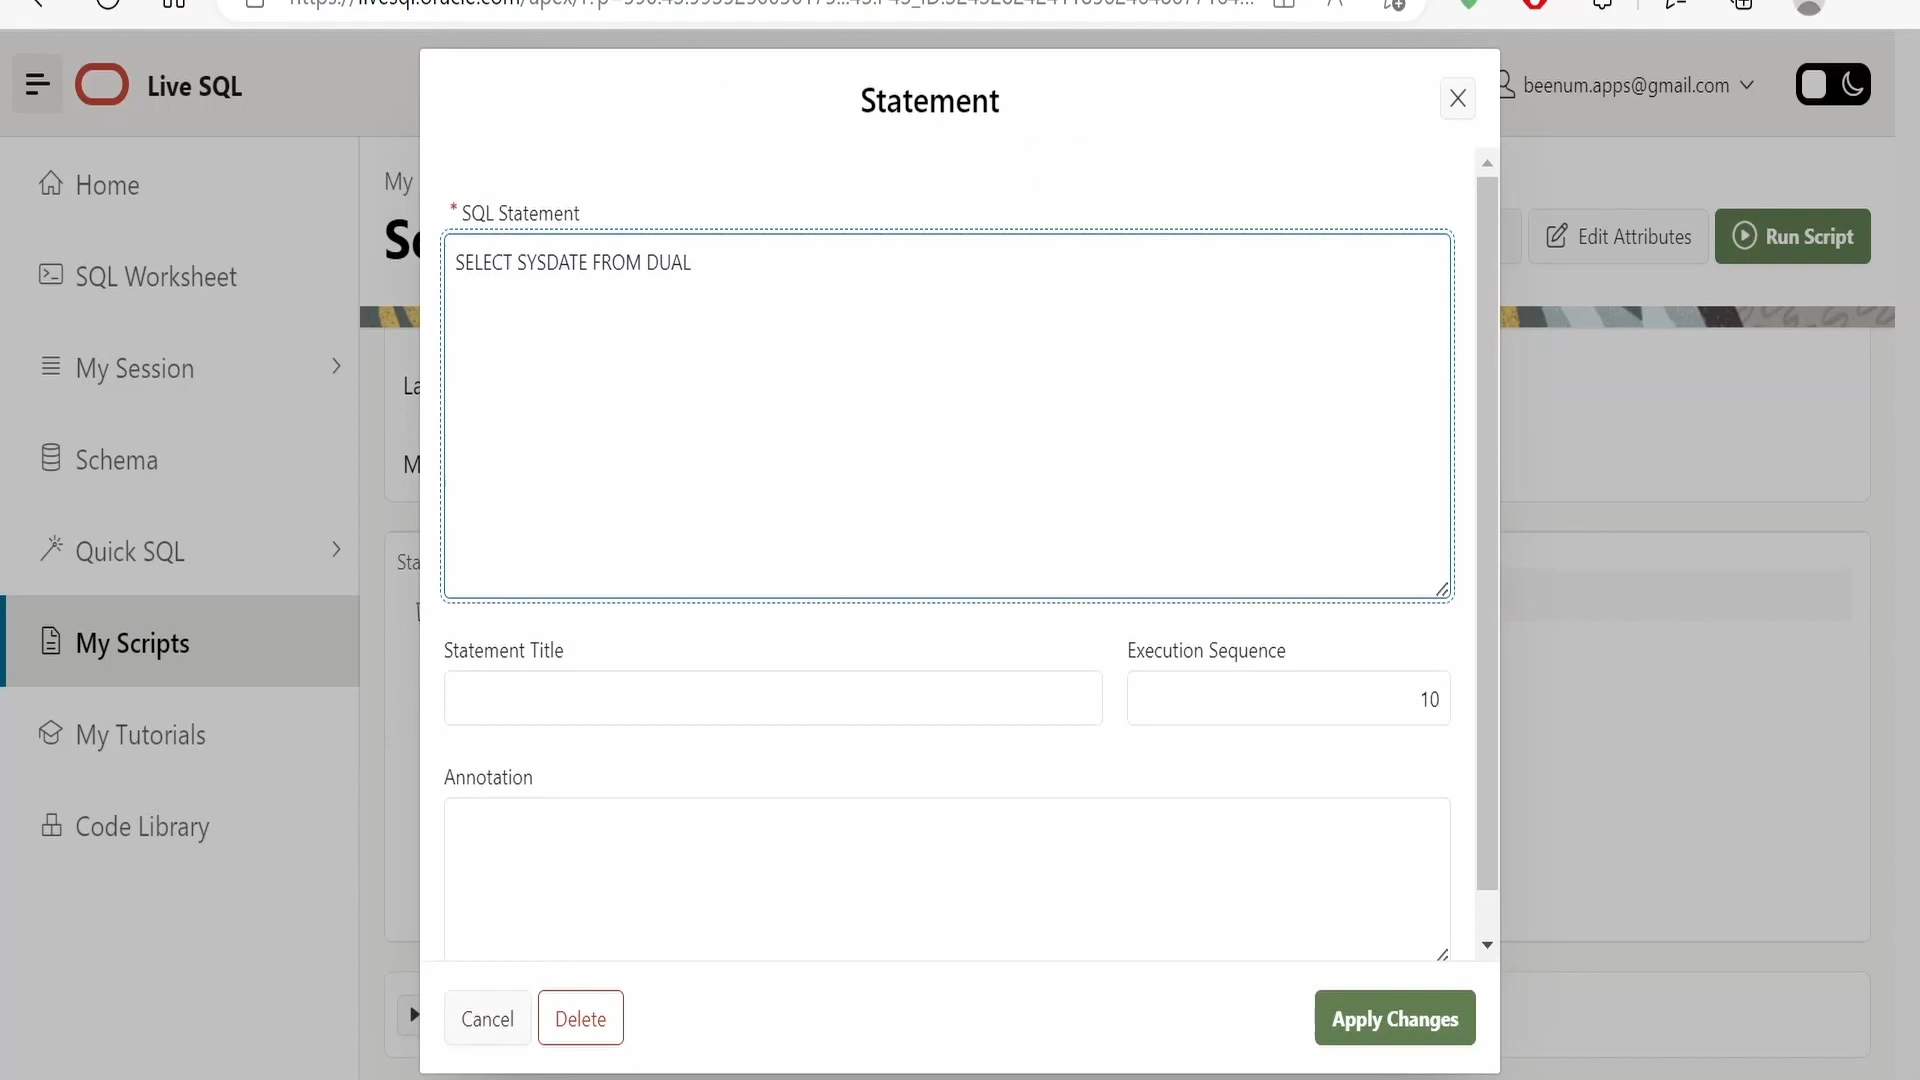 Live SQL
Statement
beenum.apps@gmail.com
Home
My
* SQL Statement
Edit Attributes
Run Script
SELECT SYSDATE FROM DUAL
SQL Worksheet
My Session
Schema
Quick SQL
My Scripts
Statement Title
Execution Sequence
10
My Tutorials
Annotation
Code Library
Cancel
Delete
Apply Changes